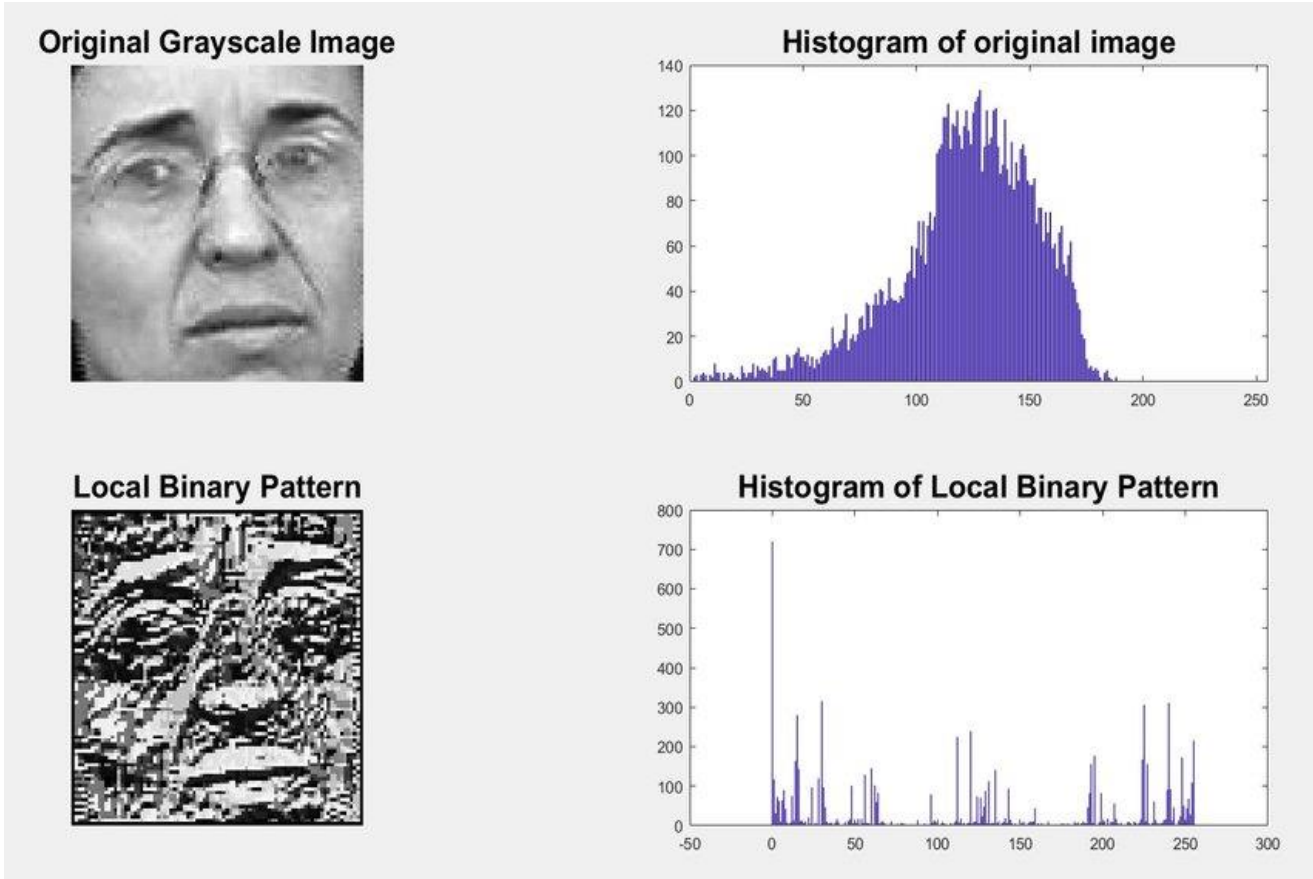 Original Grayscale Image
Histogram of original image
140
120
100
80
60
40
20
0
0 50 100 150 200 250
Local Binary Pattern
Histogram of Local Binary Pattern
800
700
600
500
400
300
200
100
0
-50 0 50 100 150 200 250 300